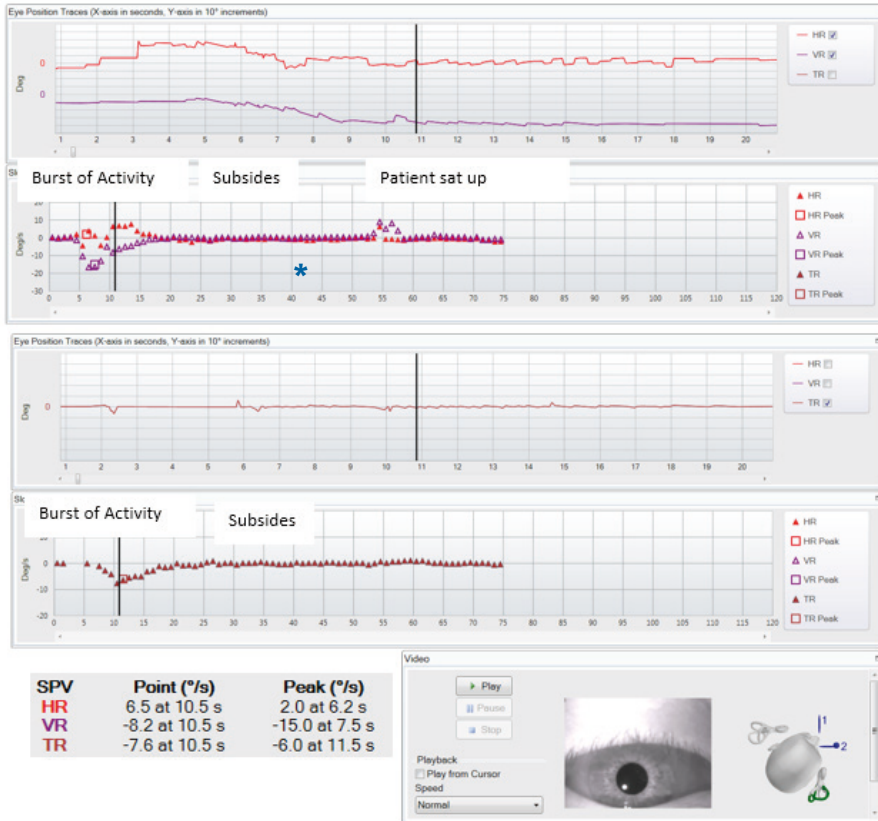 Eye Position Traces (X-axis in seconds, Y-axis in 10° increments)
Deg
0
0
1 2 3 4 5 6 7 8 9 10 11 12 13 14 15 16 17 18 19 20
HR
VR
TR
Burst of Activity
Subsides
Patient sat up
Deg/s
20
10
0
-10
-20
-30
*
0 5 10 15 20 25 30 35 40 45 50 55 60 65 70 75 80 85 90 95 100 105 110 115 120
HR
HR Peak
VR
VR Peak
TR
TR Peak
Eye Position Traces (X-axis in seconds, Y-axis in 10° increments)
Deg
0
1 2 3 4 5 6 7 8 9 10 11 12 13 14 15 16 17 18 19 20
HR
VR
TR
Burst of Activity
Subsides
Deg/s
10
0
-10
-20
0 5 10 15 20 25 30 35 40 45 50 55 60 65 70 75 80 85 90 95 100 105 110 115 120
HR
HR Peak
VR
VR Peak
TR
TR Peak
SPV Point (°/s) Peak (°/s)
HR 6.5 at 10.5 s 2.0 at 6.2 s
VR -8.2 at 10.5 s -15.0 at 7.5 s
TR -7.6 at 10.5 s -6.0 at 11.5 s
Video
Play
Pause
Stop
Playback
Play from Cursor
Speed
Normal
1
2